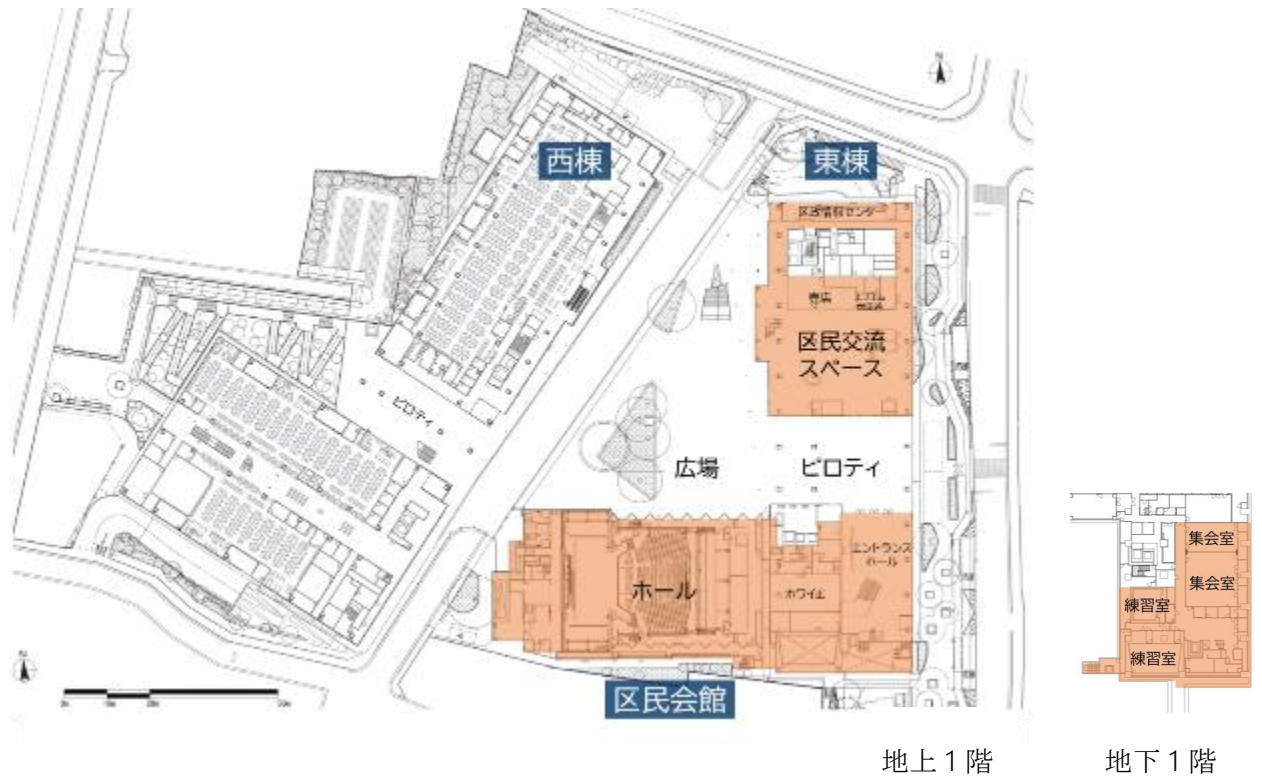 N
西棟
東棟
区政情報センター
売店
区民交流
スペース
ピロティ
広場
ピロティ
エントランス
ホール
ホール
ホワイエ
N
区民会館
集会室
集会室
練習室
練習室
地上１階
地下１階